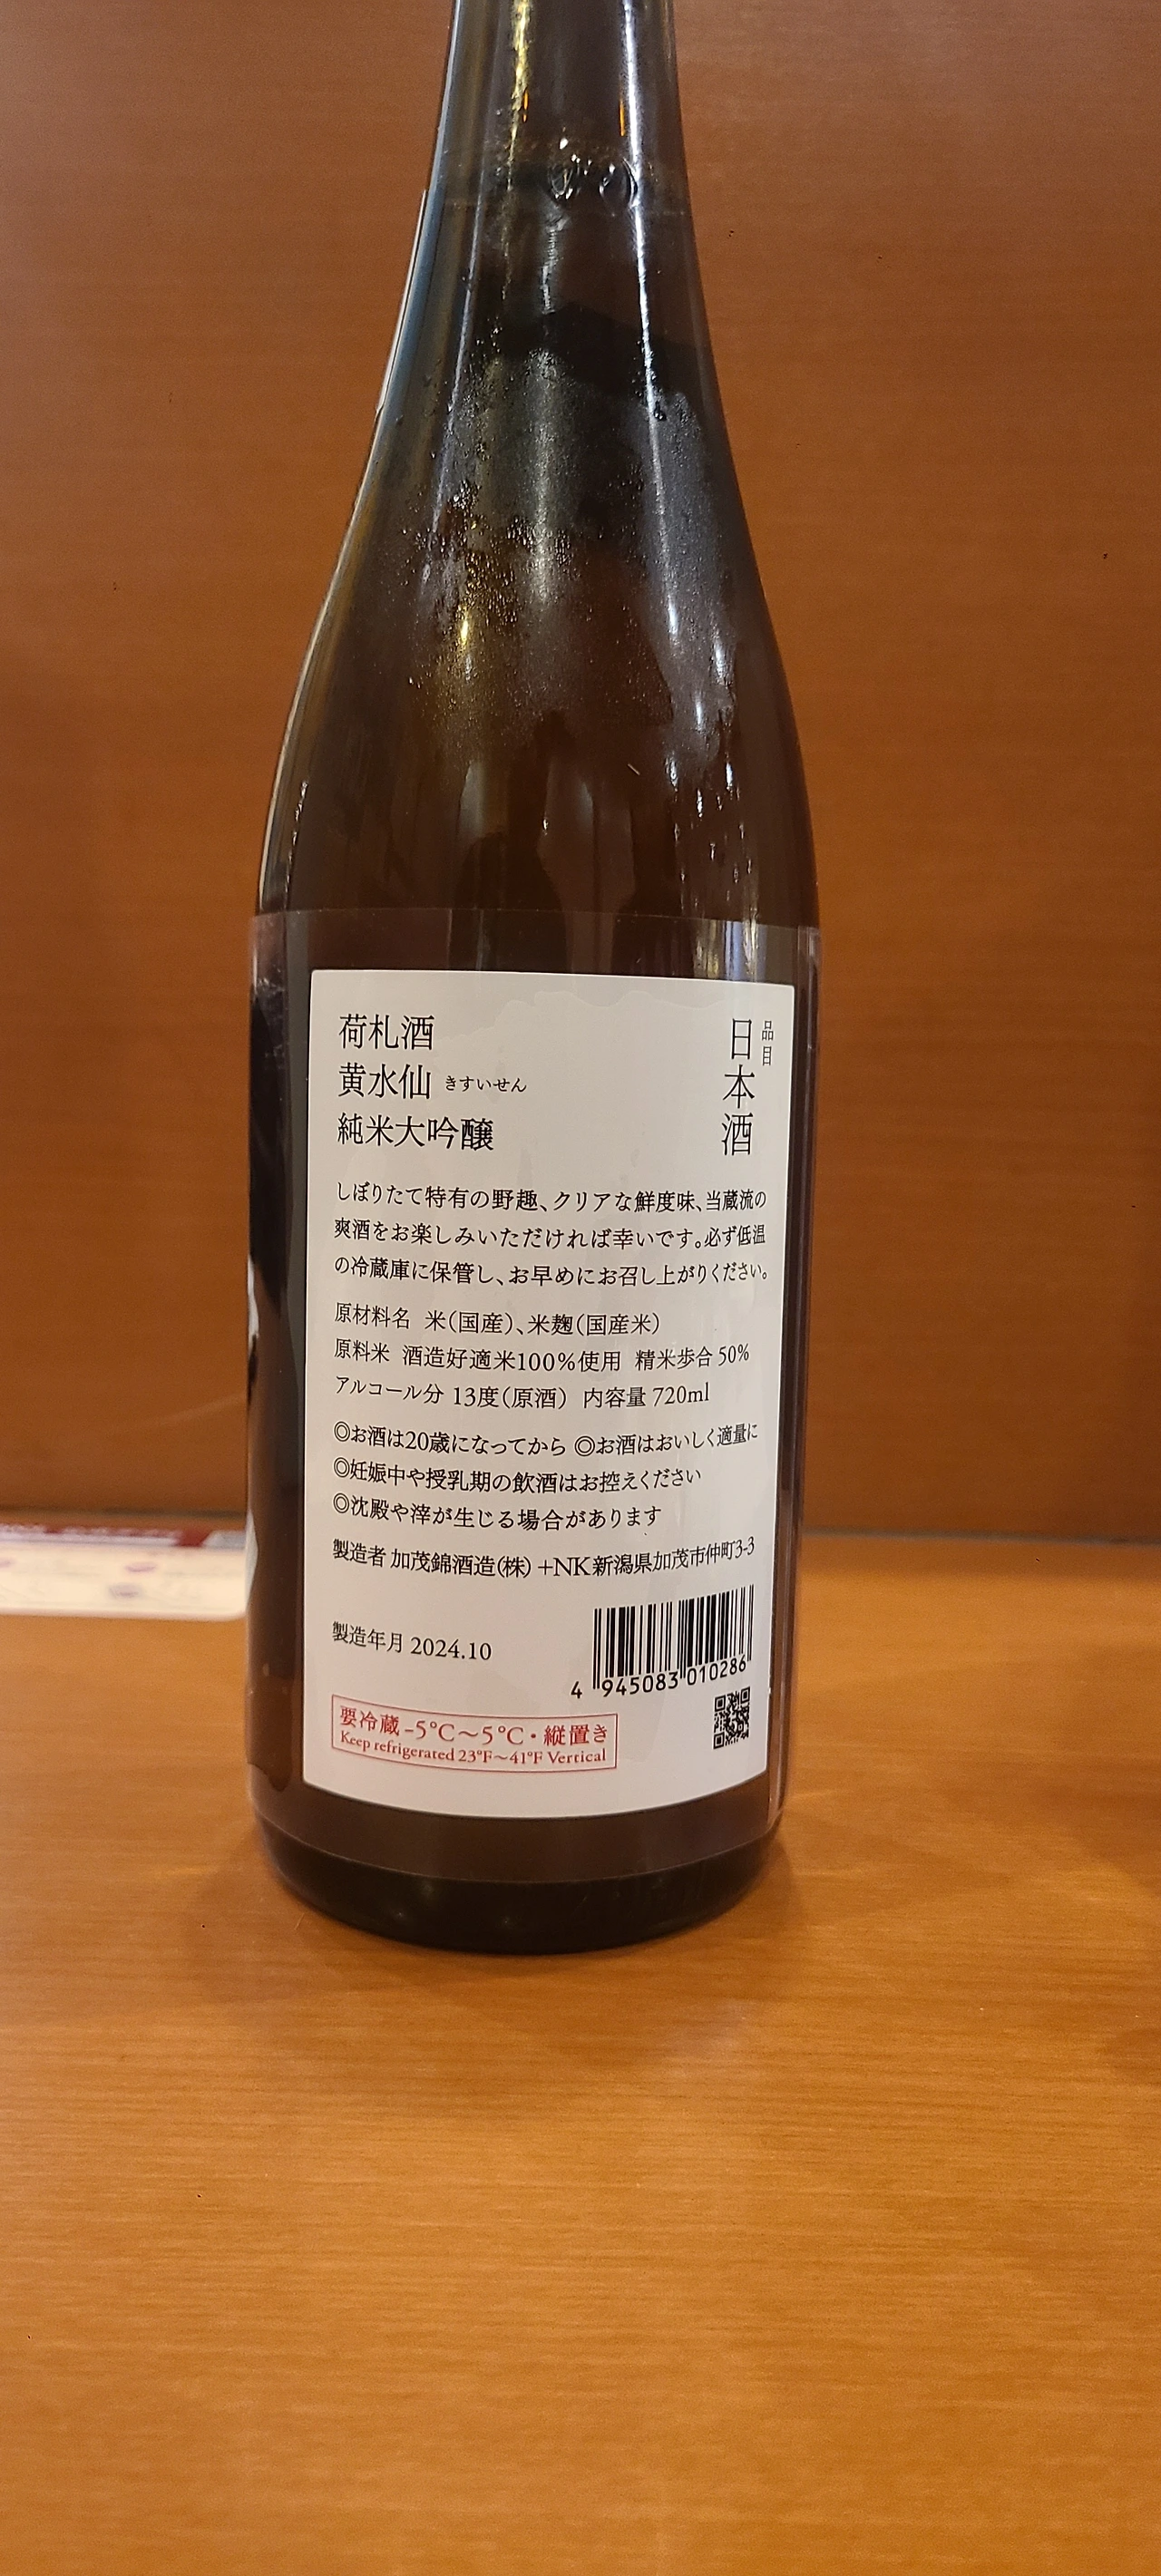 荷札酒
黄水仙 きすいせん
純米大吟醸
品目
日本酒
しぼりたて特有の野趣、クリアな鮮度味、当蔵流の
爽酒をお楽しみいただければ幸いです。必ず低温
の冷蔵庫に保管し、お早めにお召し上がりください。
原材料名 米（国産）、米麹（国産米）
原料米 酒造好適米100%使用 精米歩合 50%
アルコール分 13度（原酒） 内容量 720ml
◎お酒は20歳になってから ◎お酒はおいしく適量に
◎妊娠中や授乳期の飲酒はお控えください
◎沈殿や滓が生じる場合があります
製造者 加茂錦酒造（株）+NK新潟県加茂市仲町3-3
製造年月 2024.10
4 945083 010286
要冷蔵-5℃～5℃・縦置き
Keep refrigerated 23°F～41°F Vertical